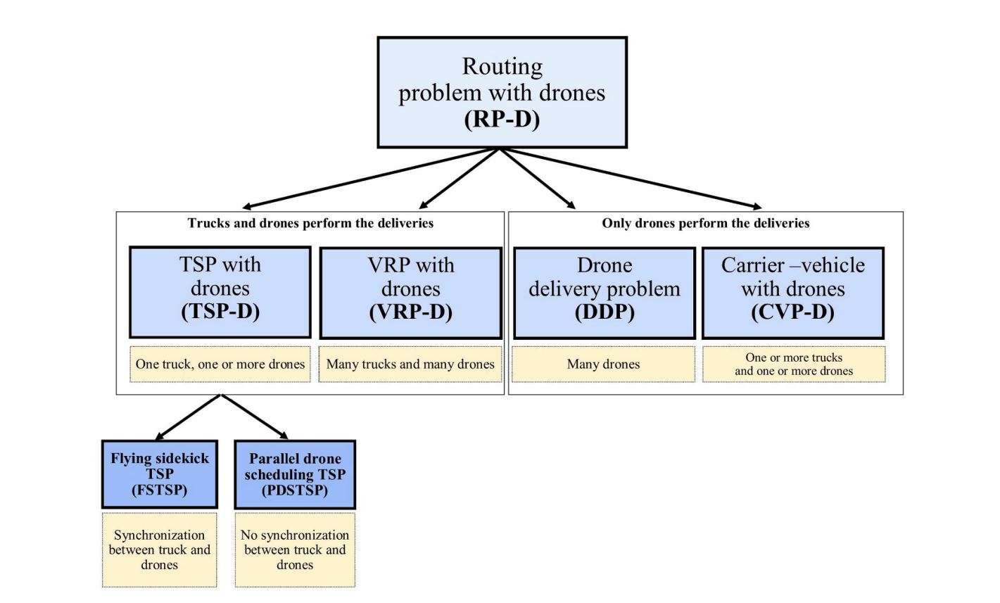 Routing
problem with drones
(RP-D)
Trucks and drones perform the deliveries
Only drones perform the deliveries
TSP with
drones
(TSP-D)
VRP with
drones
(VRP-D)
Drone
delivery problem
(DDP)
Carrier –vehicle
with drones
(CVP-D)
One truck, one or more drones
Many trucks and many drones
Many drones
One or more trucks
and one or more drones
Flying sidekick
TSP
(FSTSP)
Parallel drone
scheduling TSP
(PDSTSP)
Synchronization
between truck and
drones
No synchronization
between truck and
drones